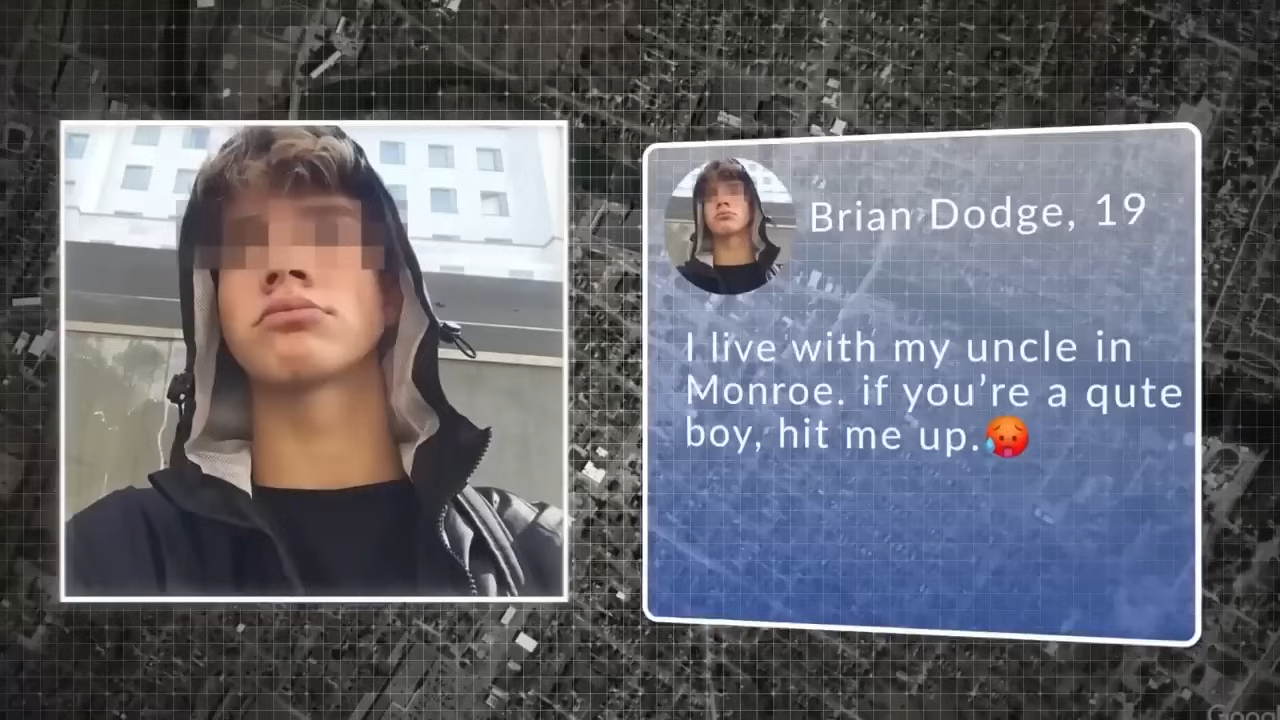 Brian Dodge, 19
I live with my uncle in
Monroe. if you’re a qute
boy, hit me up.🥵